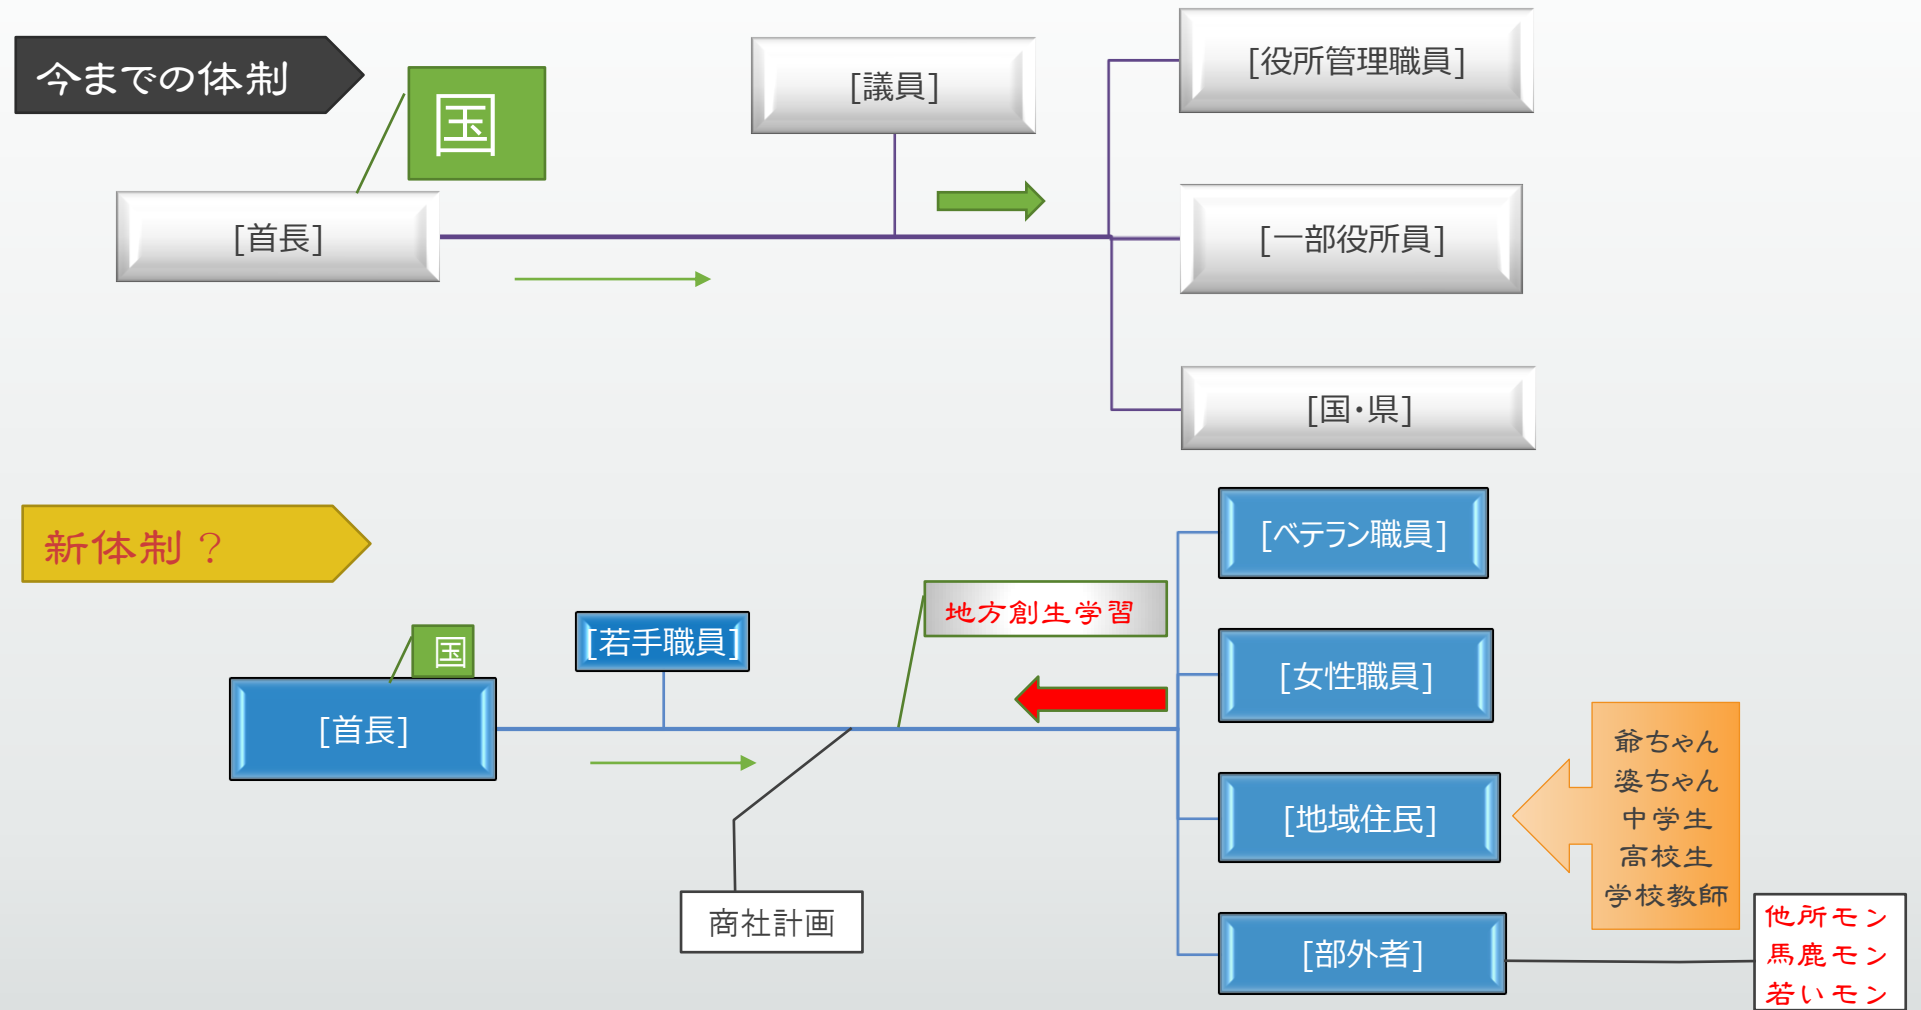 今までの体制
国
[議員]
[役所管理職員]
[首長]
[一部役所員]
[国・県]
新体制？
[ベテラン職員]
地方創生学習
国
[若手職員]
[女性職員]
[首長]
[地域住民]
爺ちゃん
婆ちゃん
中学生
高校生
学校教師
商社計画
[部外者]
他所モン
馬鹿モン
若いモン